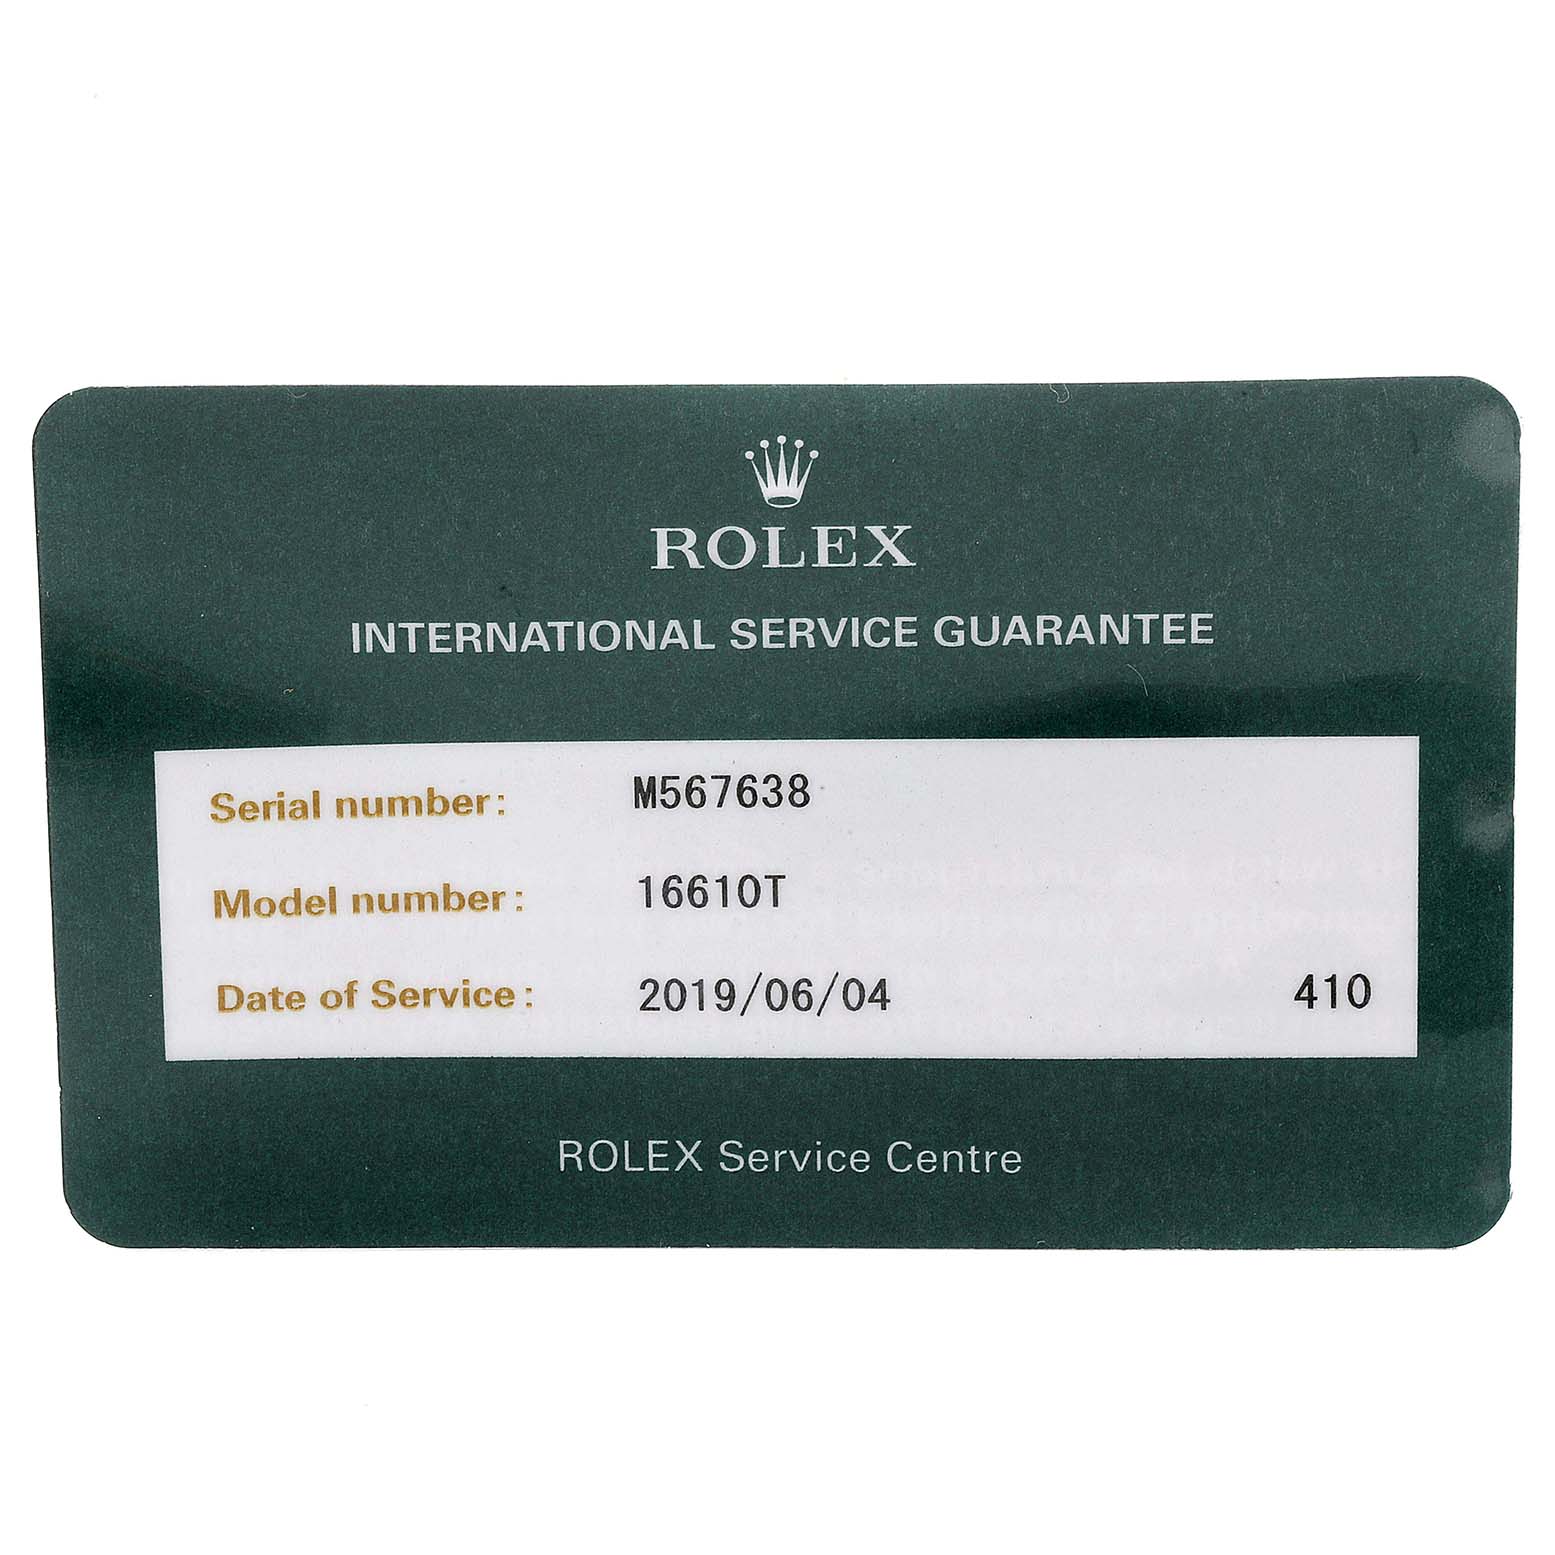 ROLEX
INTERNATIONAL SERVICE GUARANTEE
Serial number: M567638
Model number: 16610T
Date of Service: 2019/06/04 410
ROLEX Service Centre